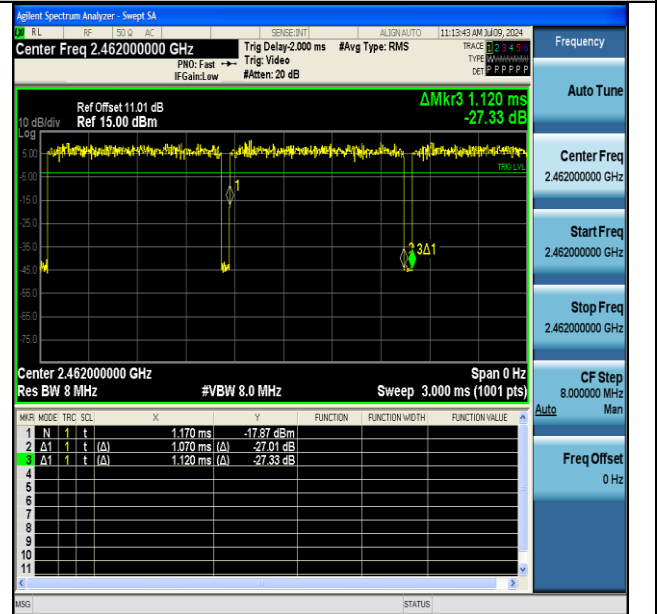 Agilent Spectrum Analyzer - Swept SA
RL RF 50 Ω AC SENSE:INT ALIGN AUTO 11:13:43 AM Jul 09, 2024
Center Freq 2.462000000 GHz
Trig Delay-2.000 ms #Avg Type: RMS
TRACE 1 2 3 4 5 6
PNO: Fast Trig: Video
TYPE WWWWWW
IFGain:Low #Atten: 20 dB
DET P P P P P P
Frequency
Auto Tune
ΔMkr3 1.120 ms
-27.33 dB
Ref Offset 11.01 dB
10 dB/div Ref 15.00 dBm
Log
5.00
TRIG LVL
-5.00
1
-15.0
-25.0
-35.0
2 3Δ1
-45.0
-55.0
-65.0
-75.0
Center 2.462000000 GHz Span 0 Hz
Res BW 8 MHz #VBW 8.0 MHz Sweep 3.000 ms (1001 pts)
Center Freq
2.462000000 GHz
Start Freq
2.462000000 GHz
Stop Freq
2.462000000 GHz
CF Step
8.000000 MHz
Auto Man
Freq Offset
0 Hz
MKR MODE TRC SCL X Y FUNCTION FUNCTION WIDTH FUNCTION VALUE
1 N 1 t 1.170 ms -17.87 dBm
2 Δ1 1 t (Δ) 1.070 ms (Δ) -27.01 dB
3 Δ1 1 t (Δ) 1.120 ms (Δ) -27.33 dB
4
5
6
7
8
9
10
11
MSG STATUS